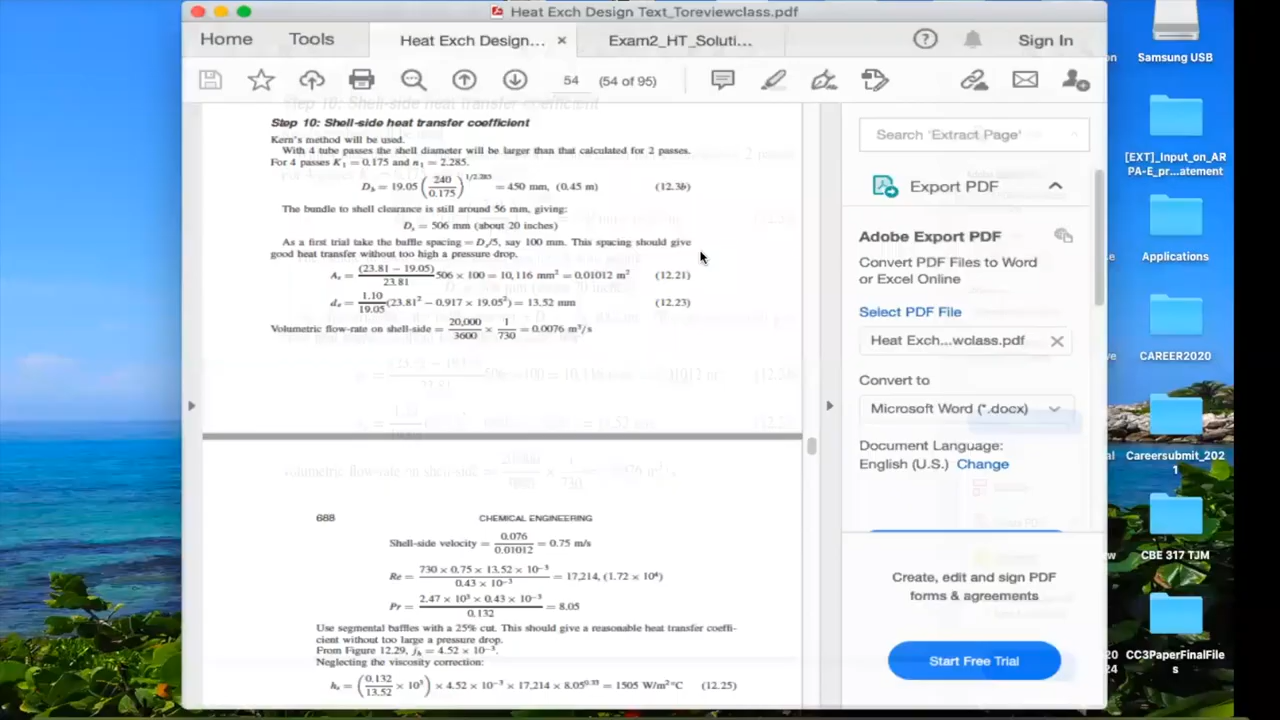 Heat Exch Design Text_Toreviewclass.pdf
Home
Tools
Heat Exch Design...
×
Exam2_HT_Soluti...
Sign In
54
(54 of 95)
Step 10: Shell-side heat transfer coefficient
Kern's method will be used.
With 4 tube passes the shell diameter will be larger than that calculated for 2 passes.
For 4 passes K₁ = 0.175 and n₁ = 2.285.
D_b = 19.05 (240/0.175)^1/2.285 = 450 mm, (0.45 m) (12.3b)
The bundle to shell clearance is still around 56 mm, giving:
D_s = 506 mm (about 20 inches)
As a first trial take the baffle spacing = D_s/5, say 100 mm. This spacing should give
good heat transfer without too high a pressure drop.
A_s = (23.81 − 19.05)/23.81 506 × 100 = 10,116 mm² = 0.01012 m² (12.21)
d_e = 1.10/19.05 (23.81² − 0.917 × 19.05²) = 13.52 mm (12.23)
Volumetric flow-rate on shell-side = 20,000/3600 × 1/730 = 0.0076 m³/s
688 CHEMICAL ENGINEERING
Shell-side velocity = 0.076/0.01012 = 0.75 m/s
Re = 730 × 0.75 × 13.52 × 10⁻³/0.43 × 10⁻³ = 17,214, (1.72 × 10⁴)
Pr = 2.47 × 10³ × 0.43 × 10⁻³/0.132 = 8.05
Use segmental baffles with a 25% cut. This should give a reasonable heat transfer coeffi-
cient without too large a pressure drop.
From Figure 12.29, j_h = 4.52 × 10⁻³.
Neglecting the viscosity correction:
h_s = (0.132/13.52 × 10³) × 4.52 × 10⁻³ × 17,214 × 8.05^0.33 = 1505 W/m²°C (12.25)
Search 'Extract Page'
Export PDF
Adobe Export PDF
Convert PDF Files to Word
or Excel Online
Select PDF File
Heat Exch...wclass.pdf
Convert to
Microsoft Word (*.docx)
Document Language:
English (U.S.) Change
Create, edit and sign PDF
forms & agreements
Start Free Trial
Samsung USB
[EXT]_Input_on_AR
PA-E_pr...atement
Applications
CAREER2020
Careersubmit_202
1
CBE 317 TJM
CC3PaperFinalFile
s